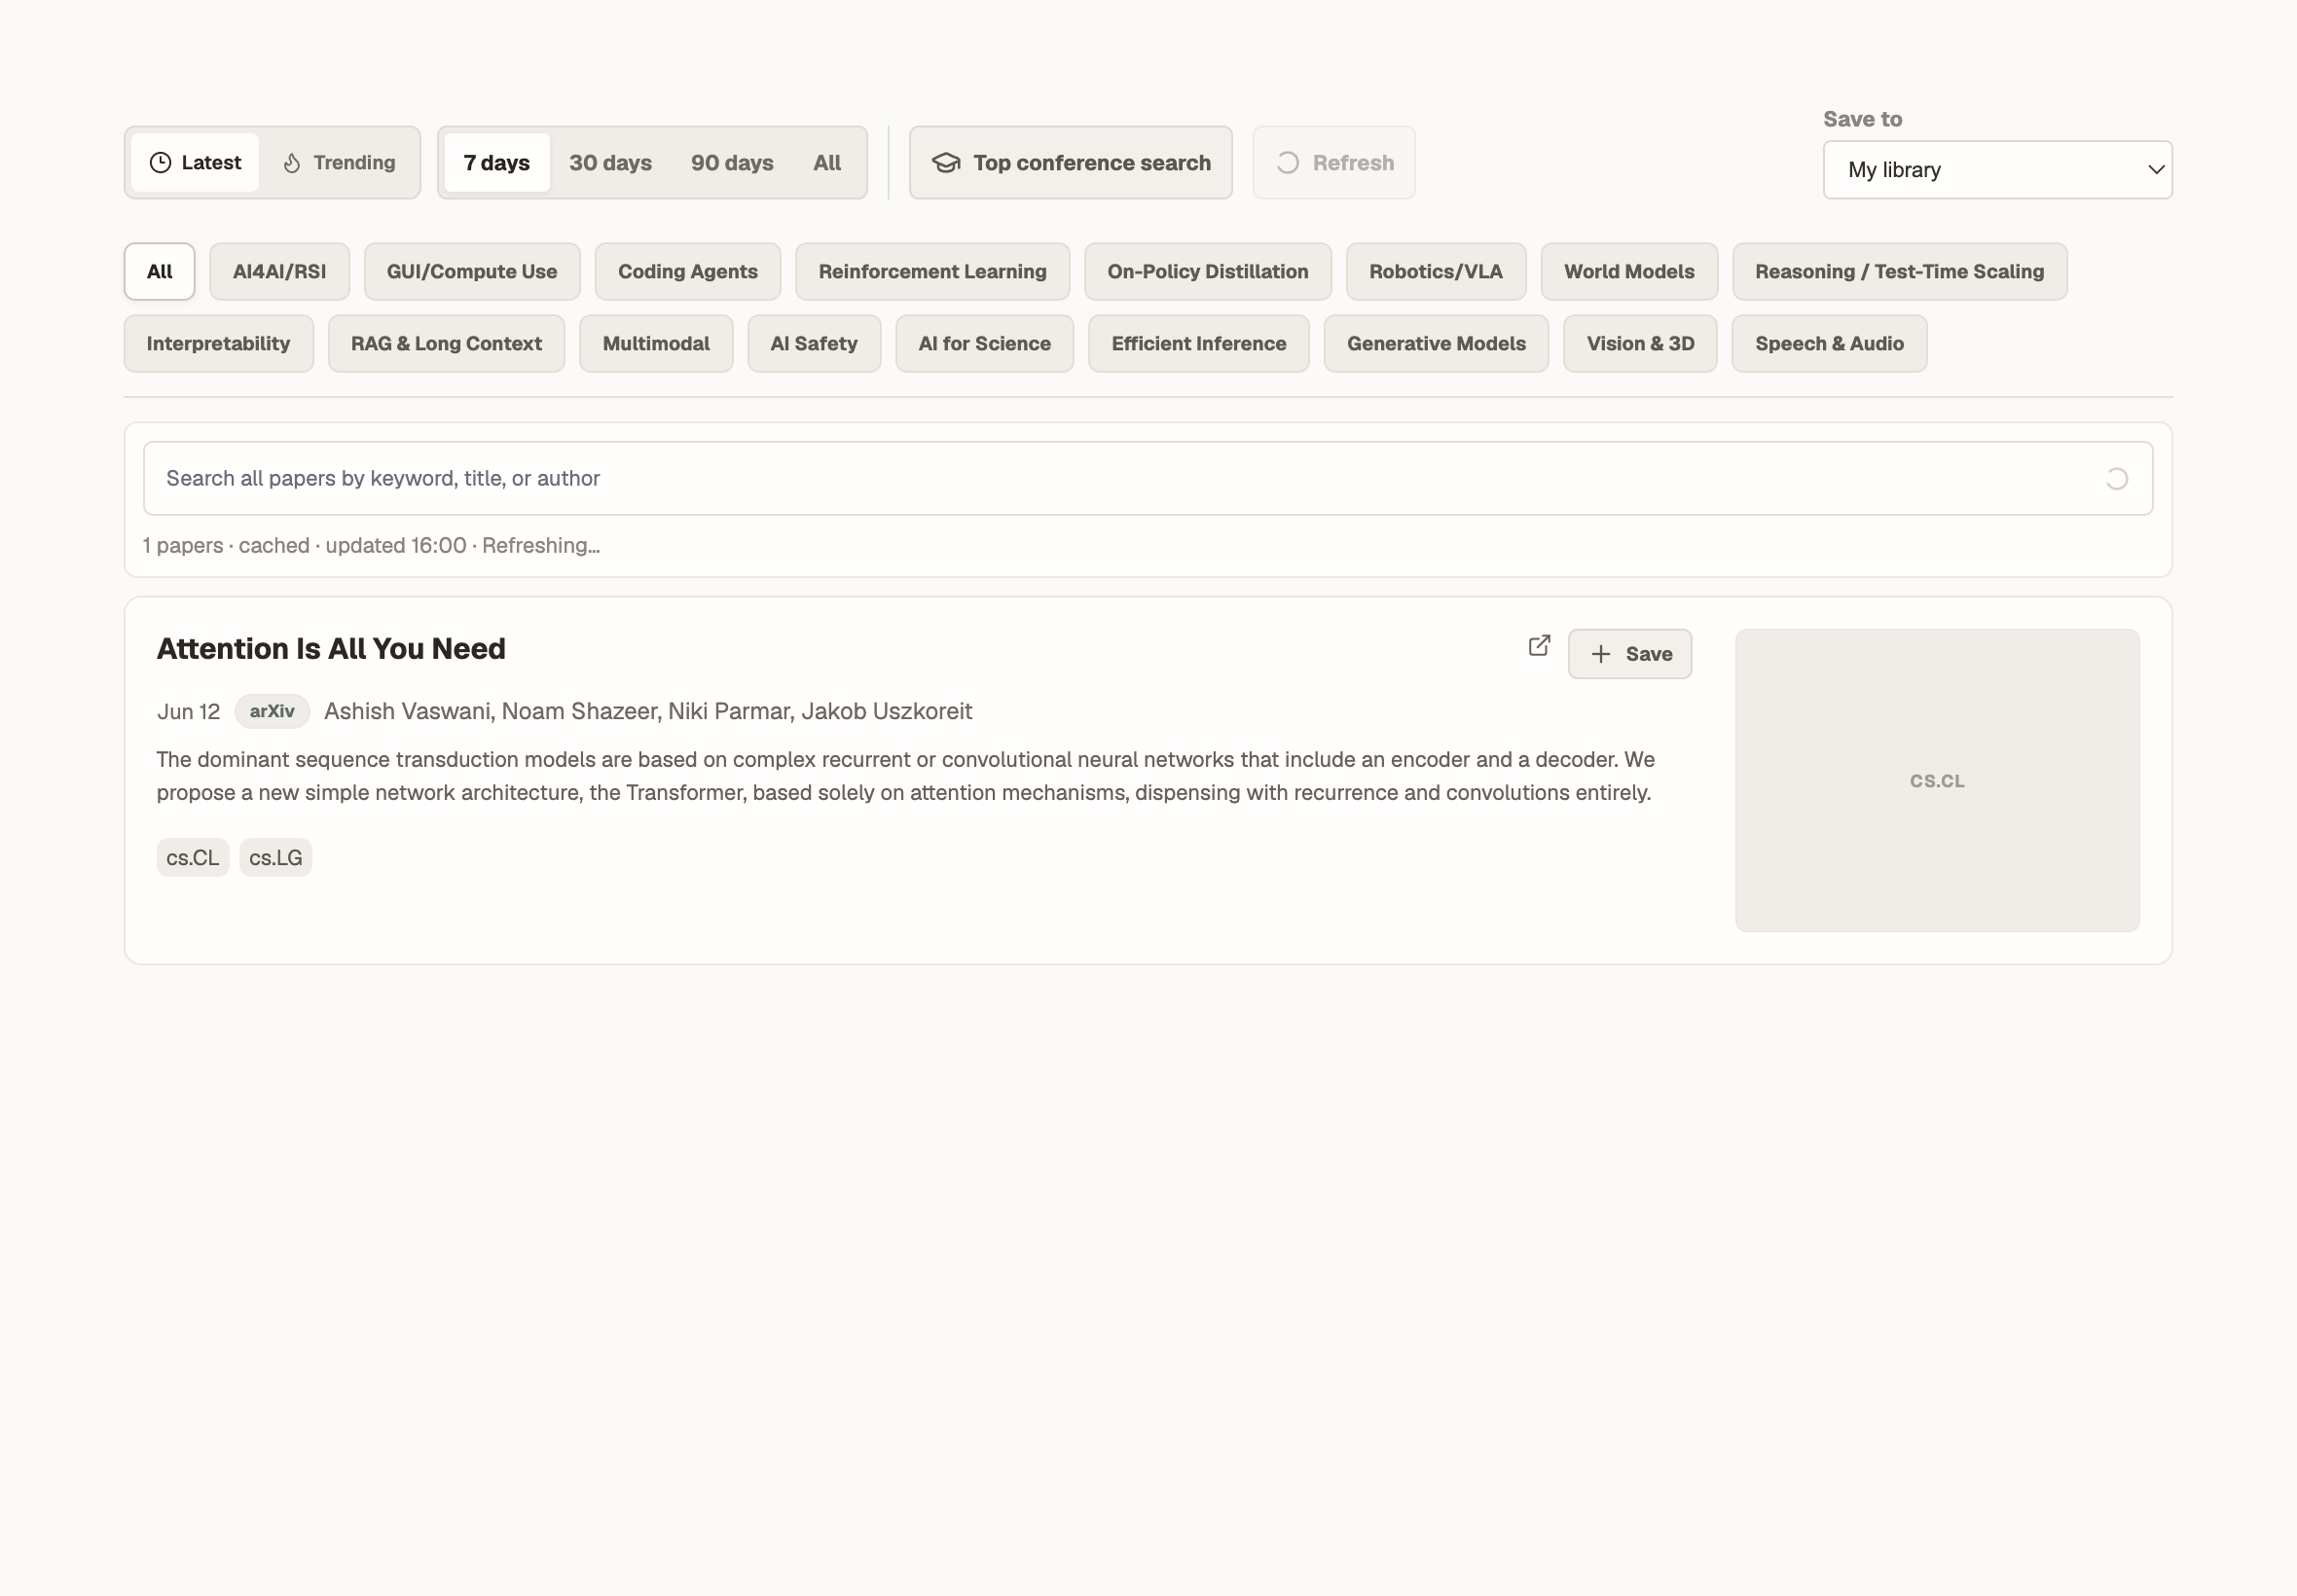 Save to
Latest Trending 7 days 30 days 90 days All Top conference search Refresh My library
All AI4AI/RSI GUI/Compute Use Coding Agents Reinforcement Learning On-Policy Distillation Robotics/VLA World Models Reasoning / Test-Time Scaling
Interpretability RAG & Long Context Multimodal AI Safety AI for Science Efficient Inference Generative Models Vision & 3D Speech & Audio
Search all papers by keyword, title, or author
1 papers · cached · updated 16:00 · Refreshing...
Attention Is All You Need Save
Jun 12 arXiv Ashish Vaswani, Noam Shazeer, Niki Parmar, Jakob Uszkoreit
The dominant sequence transduction models are based on complex recurrent or convolutional neural networks that include an encoder and a decoder. We
propose a new simple network architecture, the Transformer, based solely on attention mechanisms, dispensing with recurrence and convolutions entirely.
CS.CL
cs.CL cs.LG